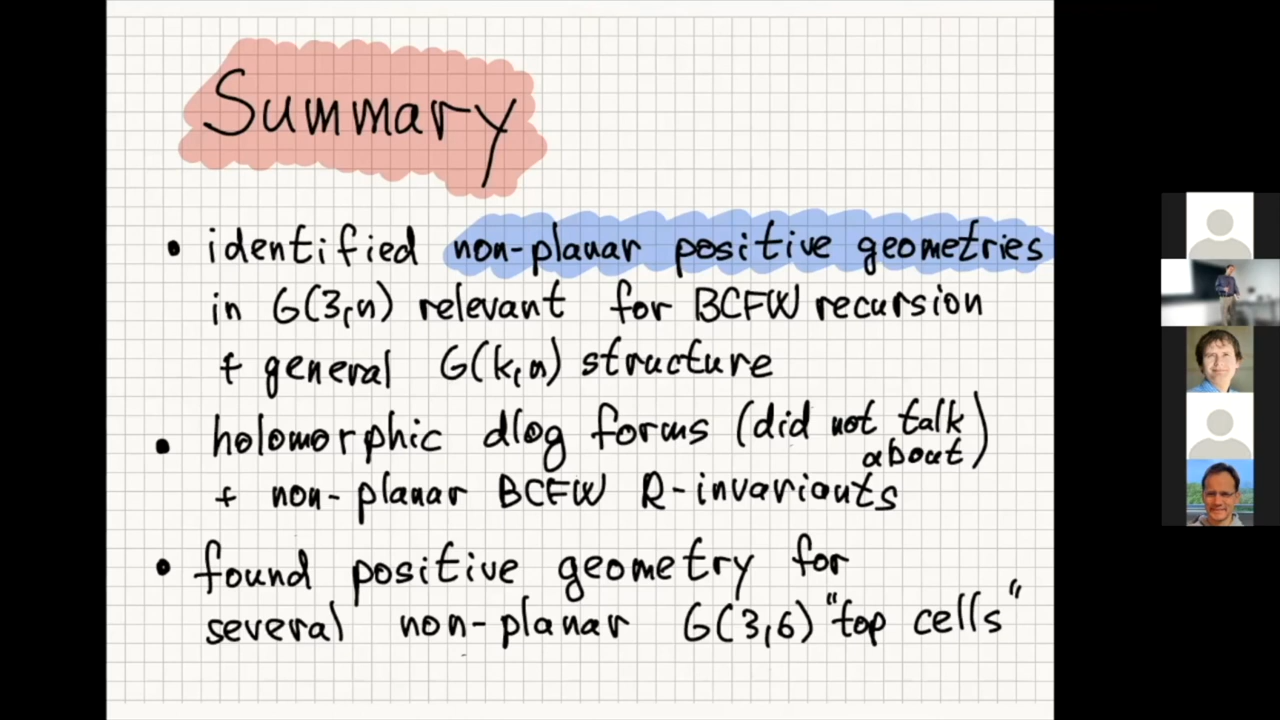 Summary
• identified non-planar positive geometries
in G(3,n) relevant for BCFW recursion
+ general G(k,n) structure
• holomorphic dlog forms (did not talk
about)
+ non-planar BCFW R-invariants
• found positive geometry for
several non-planar G(3,6) "top cells"